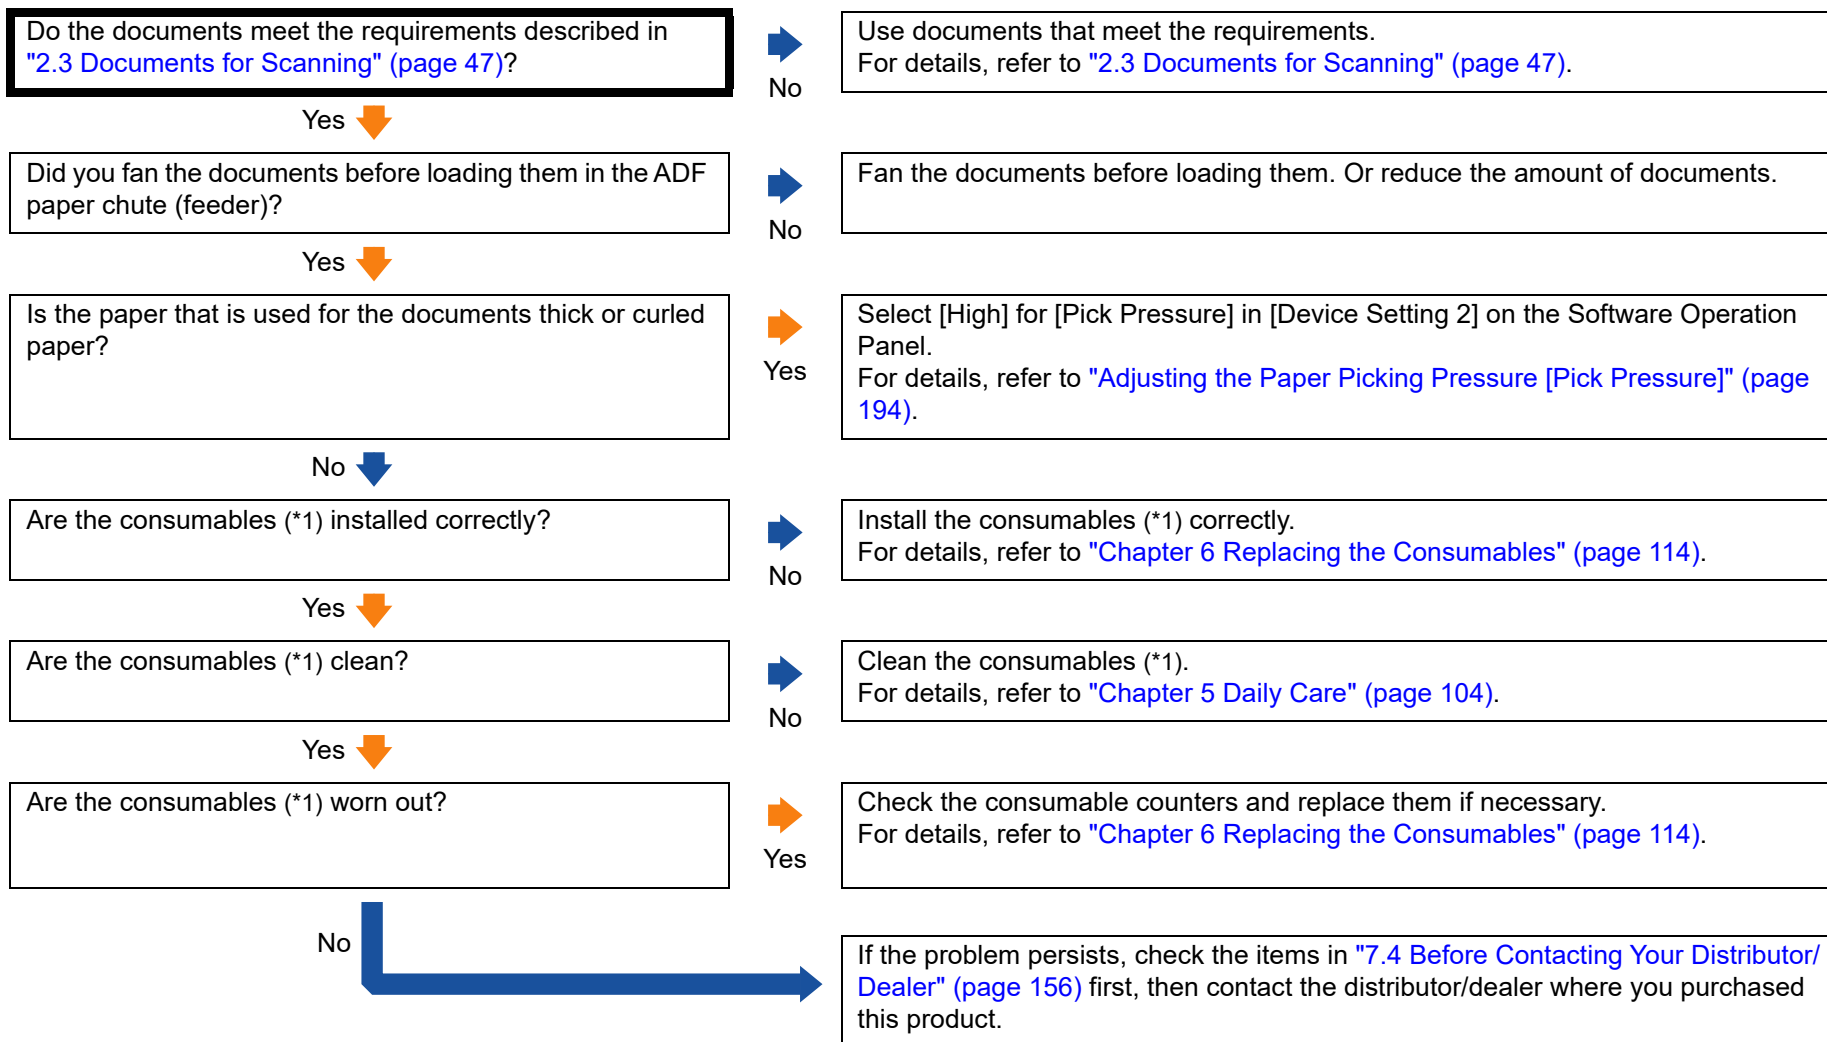 Do the documents meet the requirements described in
"2.3 Documents for Scanning" (page 47)?
No
Use documents that meet the requirements.
For details, refer to "2.3 Documents for Scanning" (page 47).
Yes
Did you fan the documents before loading them in the ADF
paper chute (feeder)?
No
Fan the documents before loading them. Or reduce the amount of documents.
Yes
Is the paper that is used for the documents thick or curled
paper?
Yes
Select [High] for [Pick Pressure] in [Device Setting 2] on the Software Operation
Panel.
For details, refer to "Adjusting the Paper Picking Pressure [Pick Pressure]" (page
194).
No
Are the consumables (*1) installed correctly?
No
Install the consumables (*1) correctly.
For details, refer to "Chapter 6 Replacing the Consumables" (page 114).
Yes
Are the consumables (*1) clean?
No
Clean the consumables (*1).
For details, refer to "Chapter 5 Daily Care" (page 104).
Yes
Are the consumables (*1) worn out?
Yes
Check the consumable counters and replace them if necessary.
For details, refer to "Chapter 6 Replacing the Consumables" (page 114).
No
If the problem persists, check the items in "7.4 Before Contacting Your Distributor/
Dealer" (page 156) first, then contact the distributor/dealer where you purchased
this product.